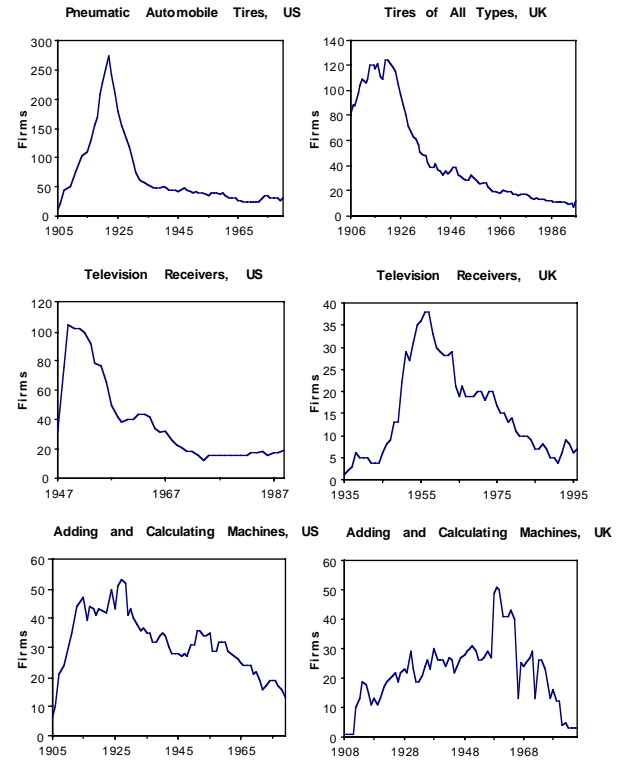 Pneumatic Automobile Tires, US
300
250
200
150
100
50
0
Firms
1905 1925 1945 1965
Tires of All Types, UK
140
120
100
80
60
40
20
0
Firms
1906 1926 1946 1966 1986
Television Receivers, US
120
100
80
60
40
20
0
Firms
1947 1967 1987
Television Receivers, UK
40
35
30
25
20
15
10
5
0
Firms
1935 1955 1975 1995
Adding and Calculating Machines, US
60
50
40
30
20
10
0
Firms
1905 1925 1945 1965
Adding and Calculating Machines, UK
60
50
40
30
20
10
0
Firms
1908 1928 1948 1968